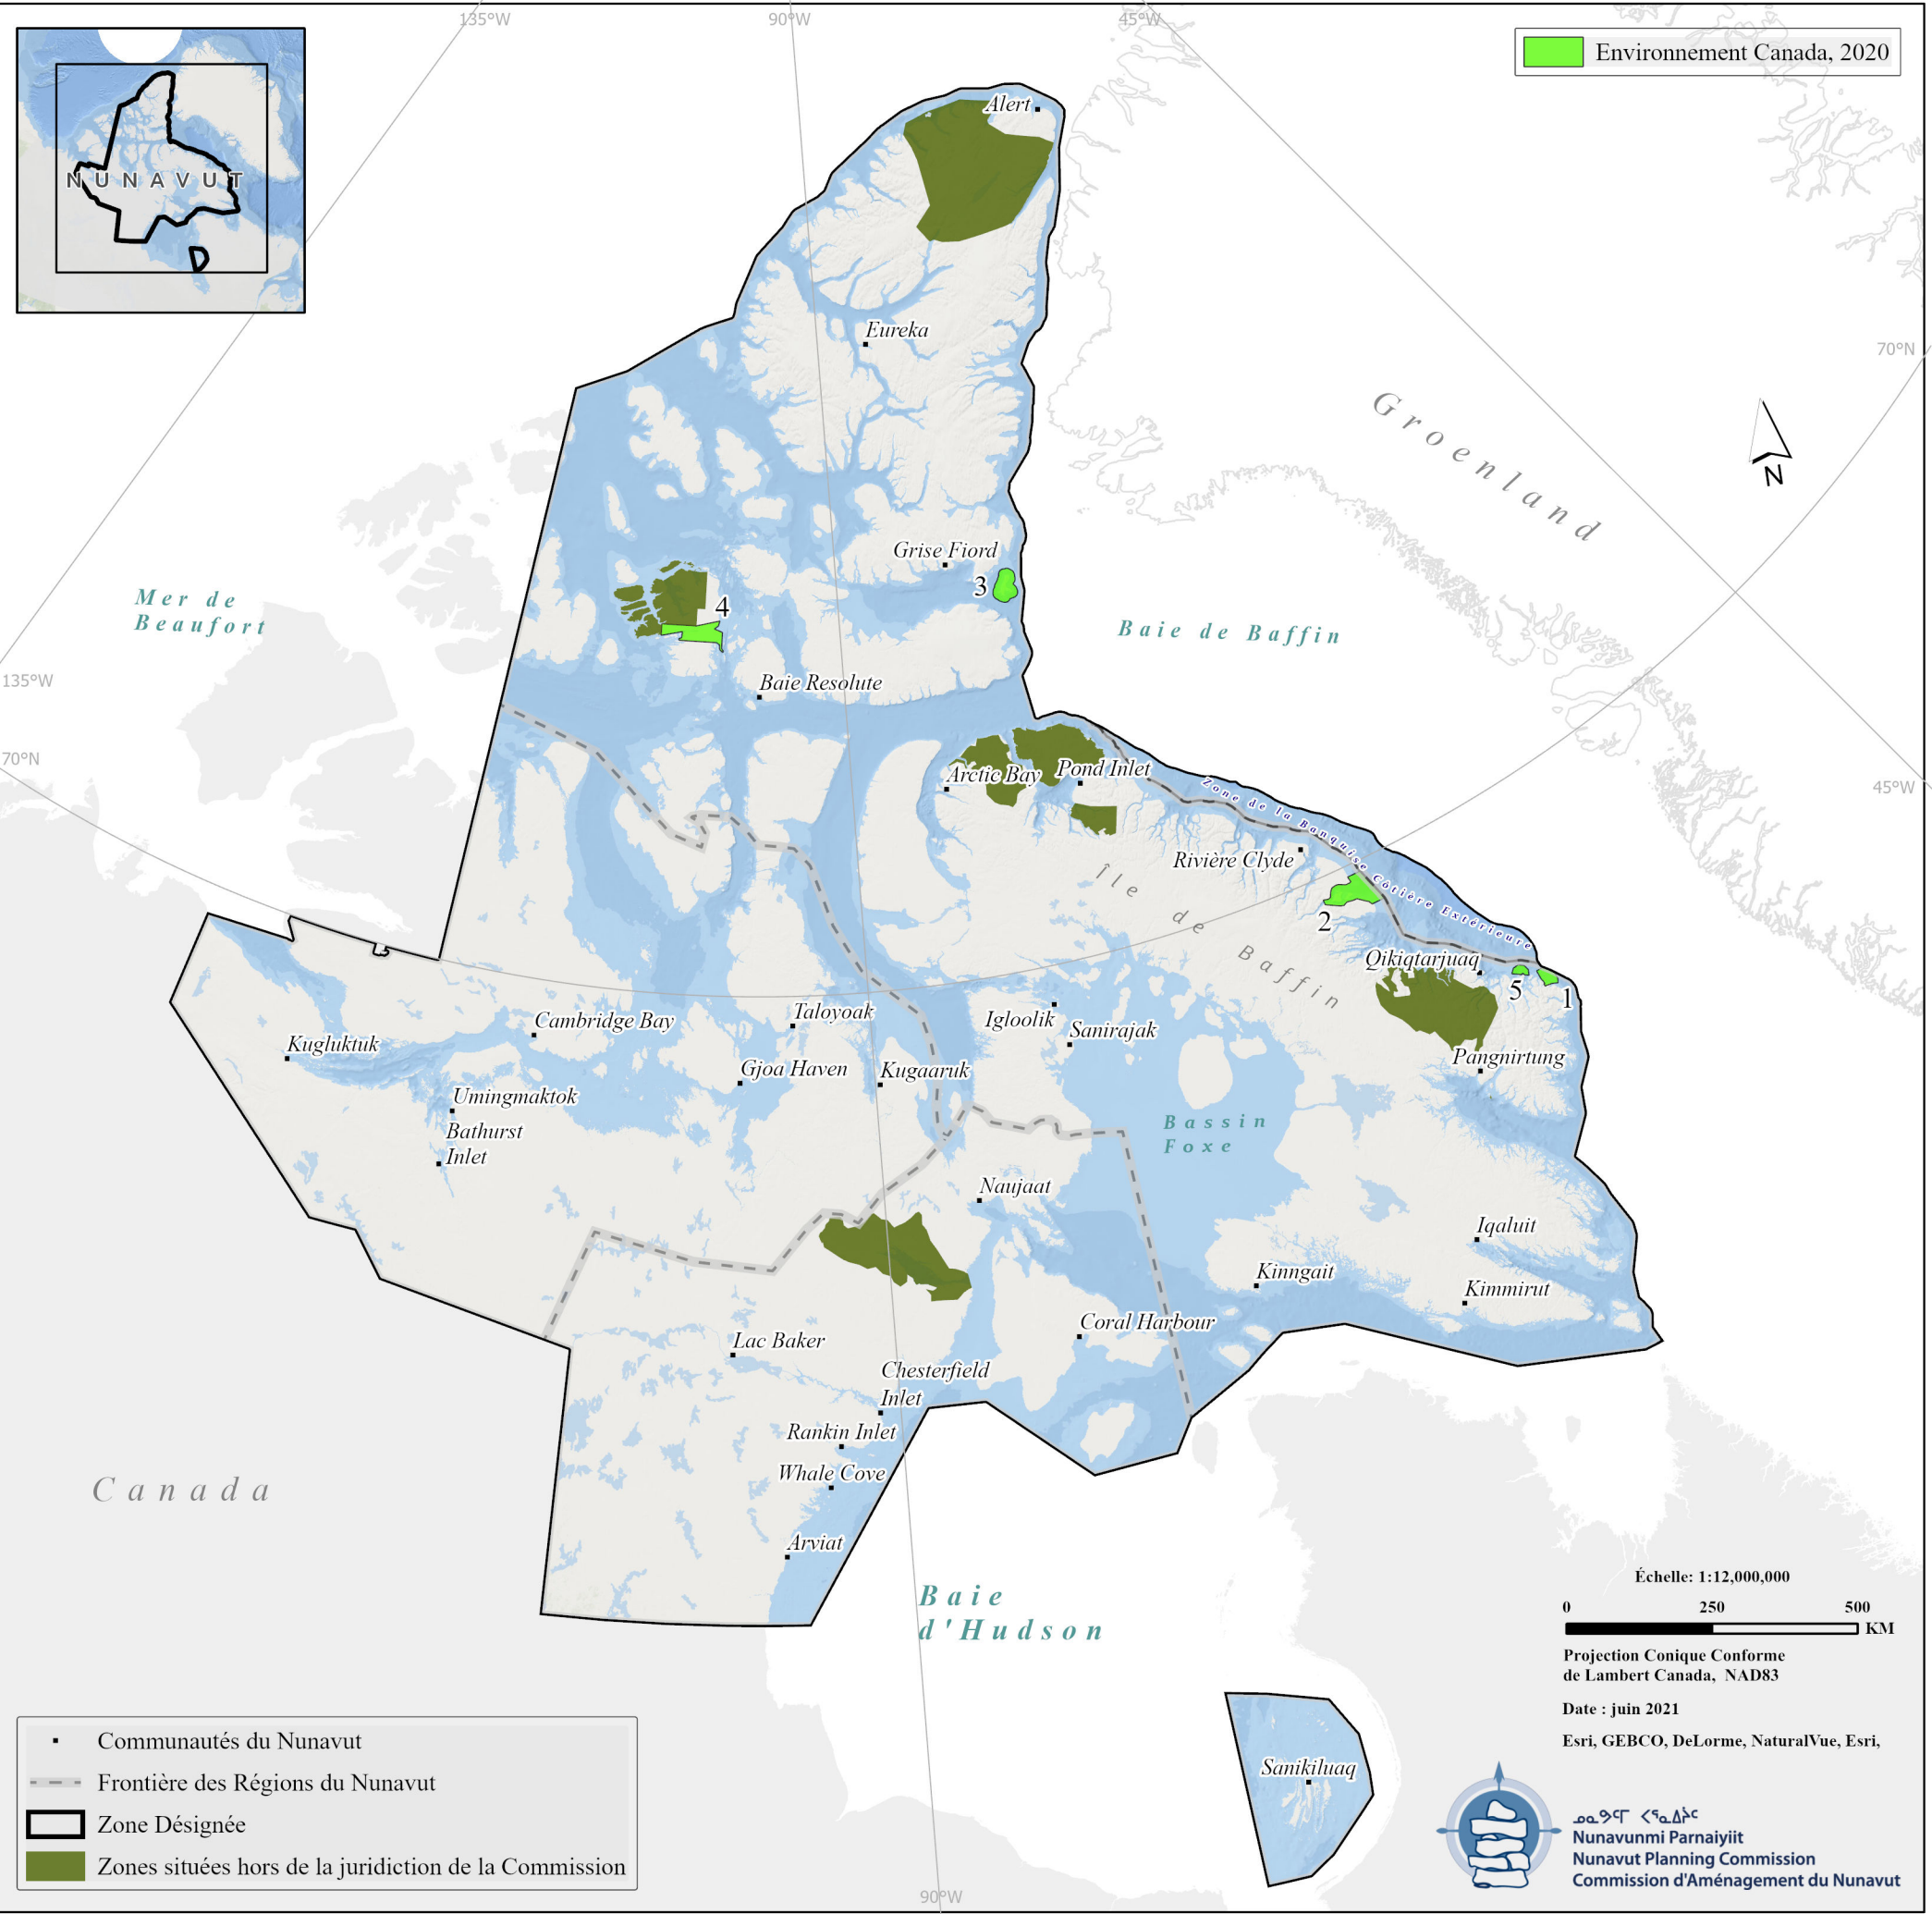 135°W
90°W
45°W
Environnement Canada, 2020
NUNAVUT
Alert
Eureka
70°N
Groenland
N
Grise Fiord
3
Mer de
Beaufort
4
Baie de Baffin
135°W
Baie Resolute
70°N
Arctic Bay
Pond Inlet
Zone de la Banquise Côtière Extérieure
45°W
Rivière Clyde
Île de Baffin
2
Qikiqtarjuaq
5
1
Igloolik
Taloyoak
Cambridge Bay
Sanirajak
Kugluktuk
Pangnirtung
Gjoa Haven
Kugaaruk
Umingmaktok
Bathurst
Inlet
Bassin
Foxe
Naujaat
Iqaluit
Kinngait
Kimmirut
Coral Harbour
Lac Baker
Chesterfield
Inlet
Rankin Inlet
Whale Cove
Canada
Arviat
Baie
d'Hudson
Échelle: 1:12,000,000
0 250 500
KM
Projection Conique Conforme
de Lambert Canada, NAD83
Date : juin 2021
Esri, GEBCO, DeLorme, NaturalVue, Esri,
Sanikiluaq
Communautés du Nunavut
Frontière des Régions du Nunavut
Zone Désignée
Zones situées hors de la juridiction de la Commission
90°W
ᓄᓇᕗᒻᒥ ᐸᕐᓇᐃᔩᑦ
Nunavunmi Parnaiyiit
Nunavut Planning Commission
Commission d'Aménagement du Nunavut